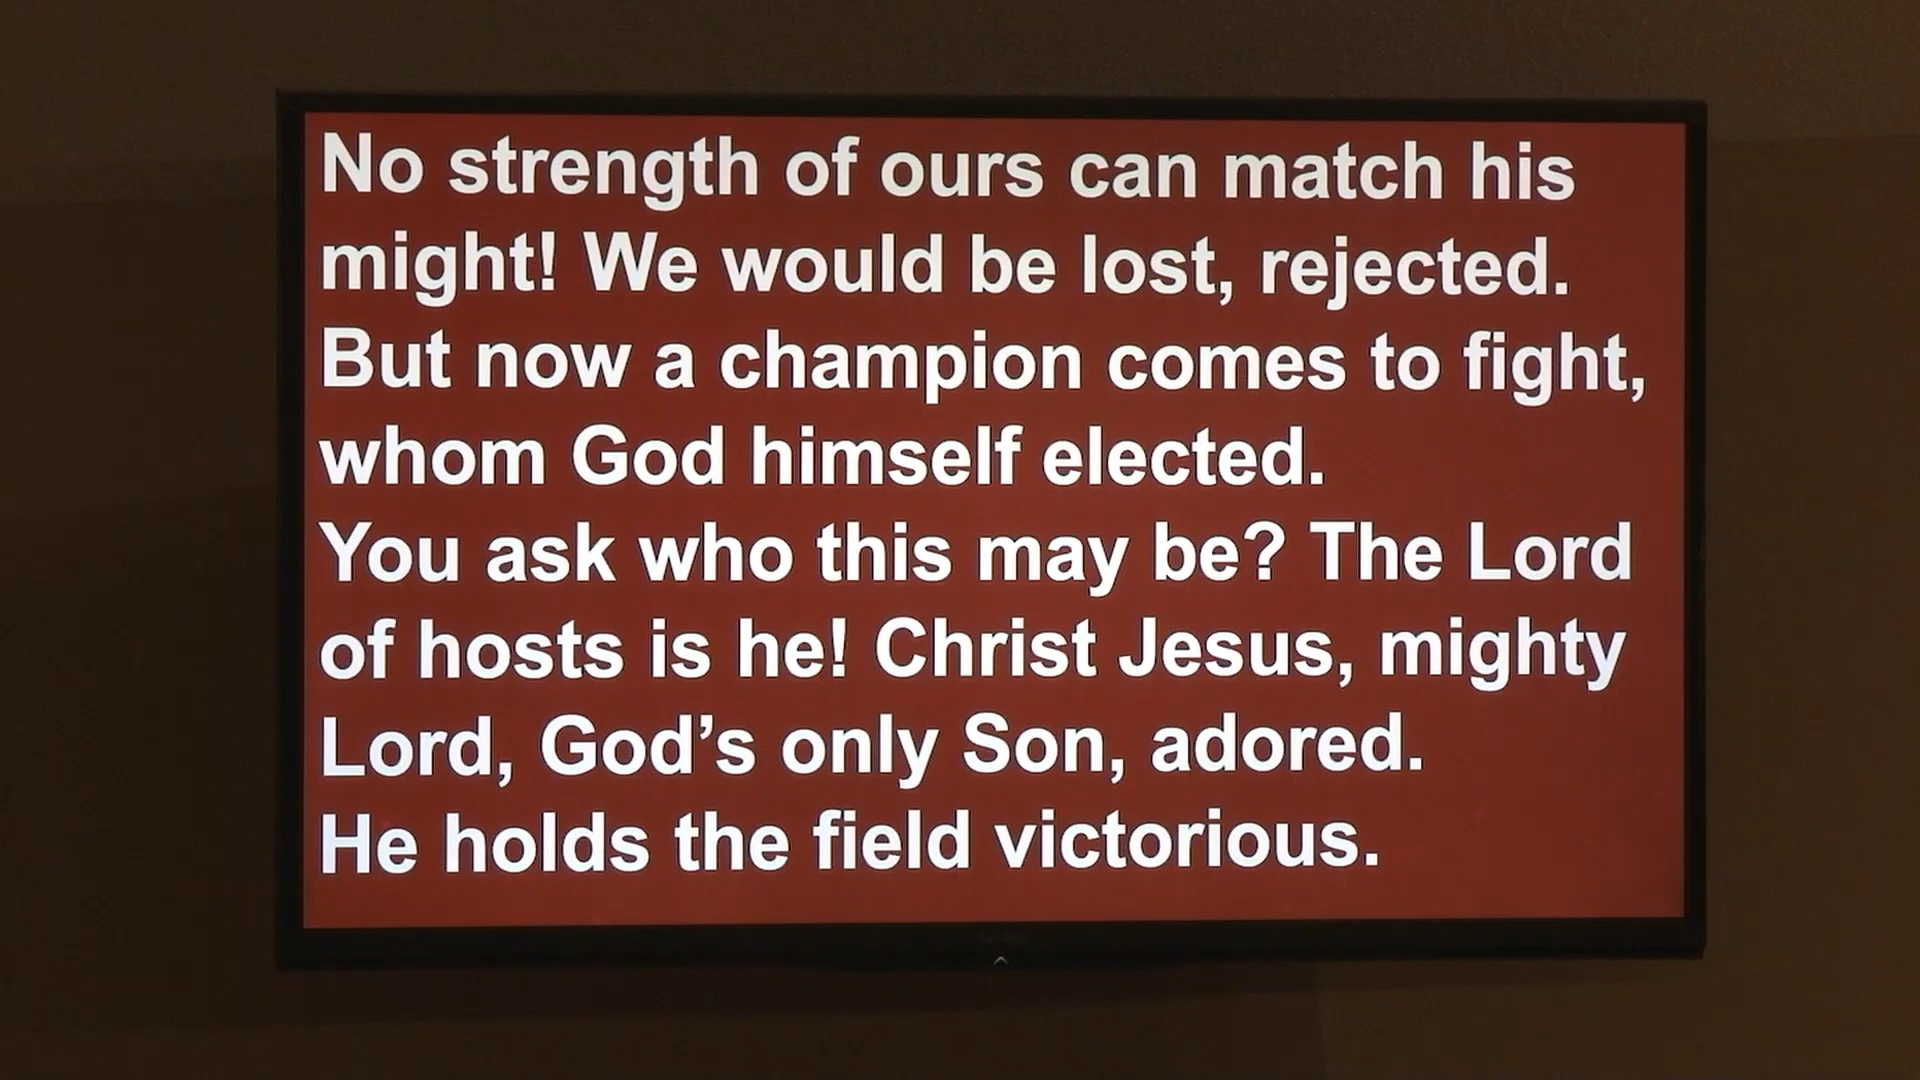 No strength of ours can match his
might! We would be lost, rejected.
But now a champion comes to fight,
whom God himself elected.
You ask who this may be? The Lord
of hosts is he! Christ Jesus, mighty
Lord, God’s only Son, adored.
He holds the field victorious.